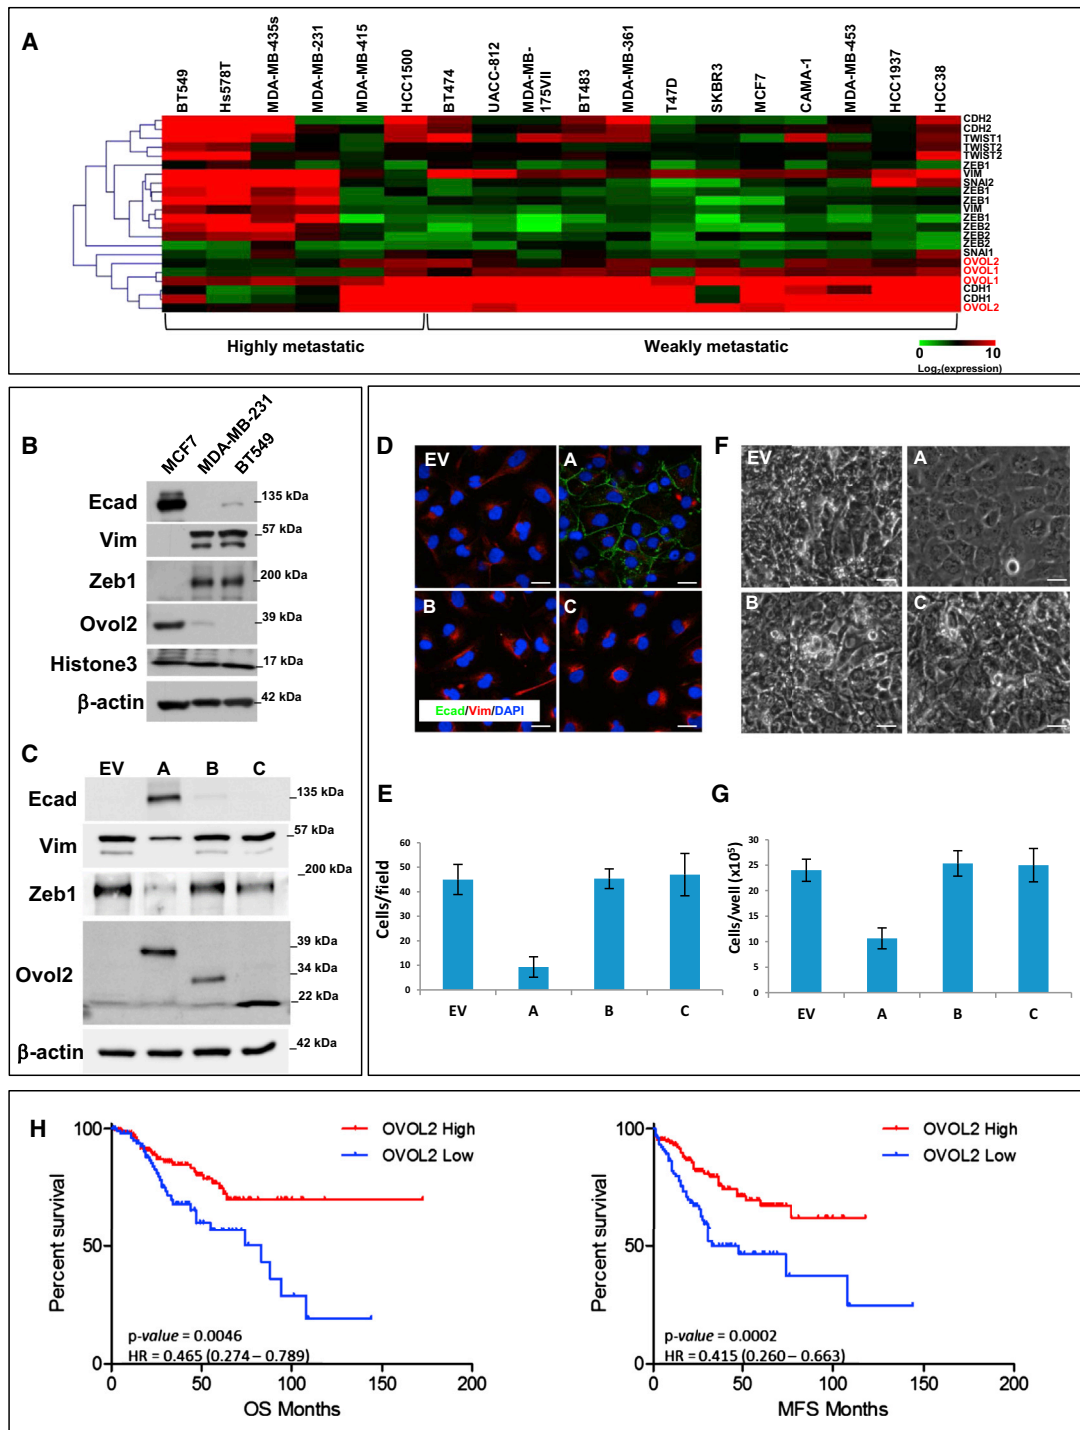 A
BT549
Hs578T
MDA-MB-435s
MDA-MB-231
MDA-MB-415
HCC1500
BT474
UACC-812
MDA-MB-
175VII
BT483
MDA-MB-361
T47D
SKBR3
MCF7
CAMA-1
MDA-MB-453
HCC1937
HCC38
CDH2
CDH2
TWIST1
TWIST2
TWIST2
ZEB1
VIM
SNAI2
ZEB1
ZEB1
VIM
ZEB1
ZEB2
ZEB2
ZEB2
SNAI1
OVOL2
OVOL1
OVOL1
CDH1
CDH1
OVOL2
Highly metastatic
Weakly metastatic
0 10
Log2(expression)
B
MCF7
MDA-MB-231
BT549
Ecad
135 kDa
Vim
57 kDa
Zeb1
200 kDa
Ovol2
39 kDa
Histone3
17 kDa
β-actin
42 kDa
C
EV A B C
Ecad
135 kDa
Vim
57 kDa
200 kDa
Zeb1
Ovol2
39 kDa
34 kDa
22 kDa
β-actin
42 kDa
D
EV
A
B
C
Ecad/Vim/DAPI
F
EV
A
B
C
E
Cells/field
60
50
40
30
20
10
0
EV A B C
G
Cells/well (x10⁵)
30
25
20
15
10
5
0
EV A B C
H
Percent survival
100
50
0
OVOL2 High
OVOL2 Low
p-value = 0.0046
HR = 0.465 (0.274 – 0.789)
0 50 100 150 200
OS Months
Percent survival
100
50
0
OVOL2 High
OVOL2 Low
p-value = 0.0002
HR = 0.415 (0.260 – 0.663)
0 50 100 150 200
MFS Months